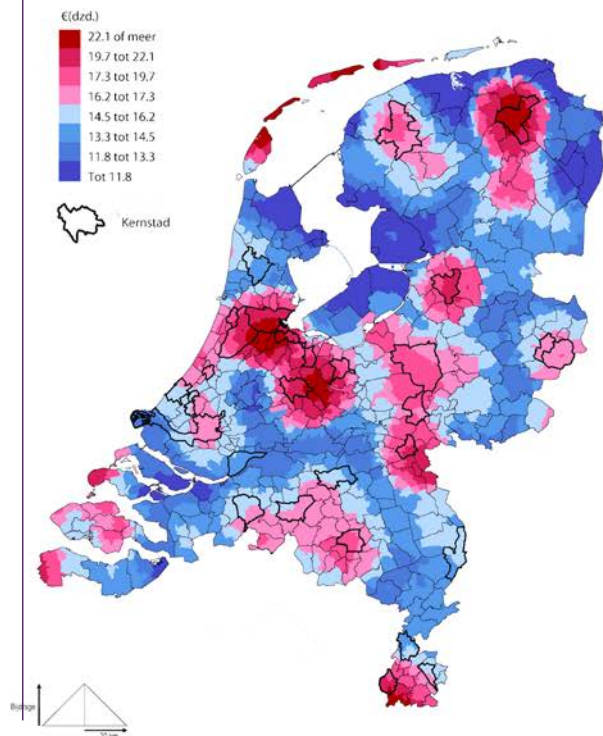 €(dzd.)
22.1 of meer
19.7 tot 22.1
17.3 tot 19.7
16.2 tot 17.3
14.5 tot 16.2
13.3 tot 14.5
11.8 tot 13.3
Tot 11.8
Kernstad